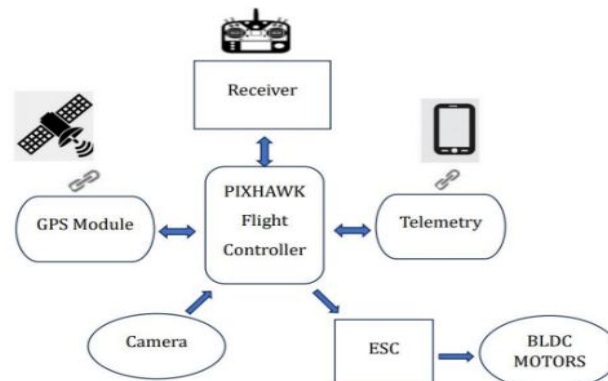 Receiver
PIXHAWK
Flight
Controller
GPS Module
Telemetry
Camera
ESC
BLDC
MOTORS